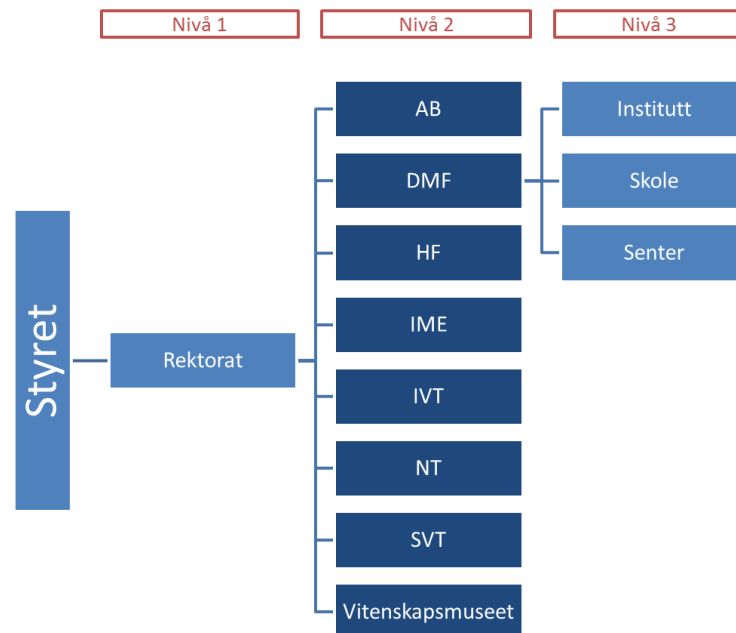 Nivå 1
Nivå 2
Nivå 3
Styret
Rektorat
AB
DMF
HF
IME
IVT
NT
SVT
Vitenskapsmuseet
Institutt
Skole
Senter